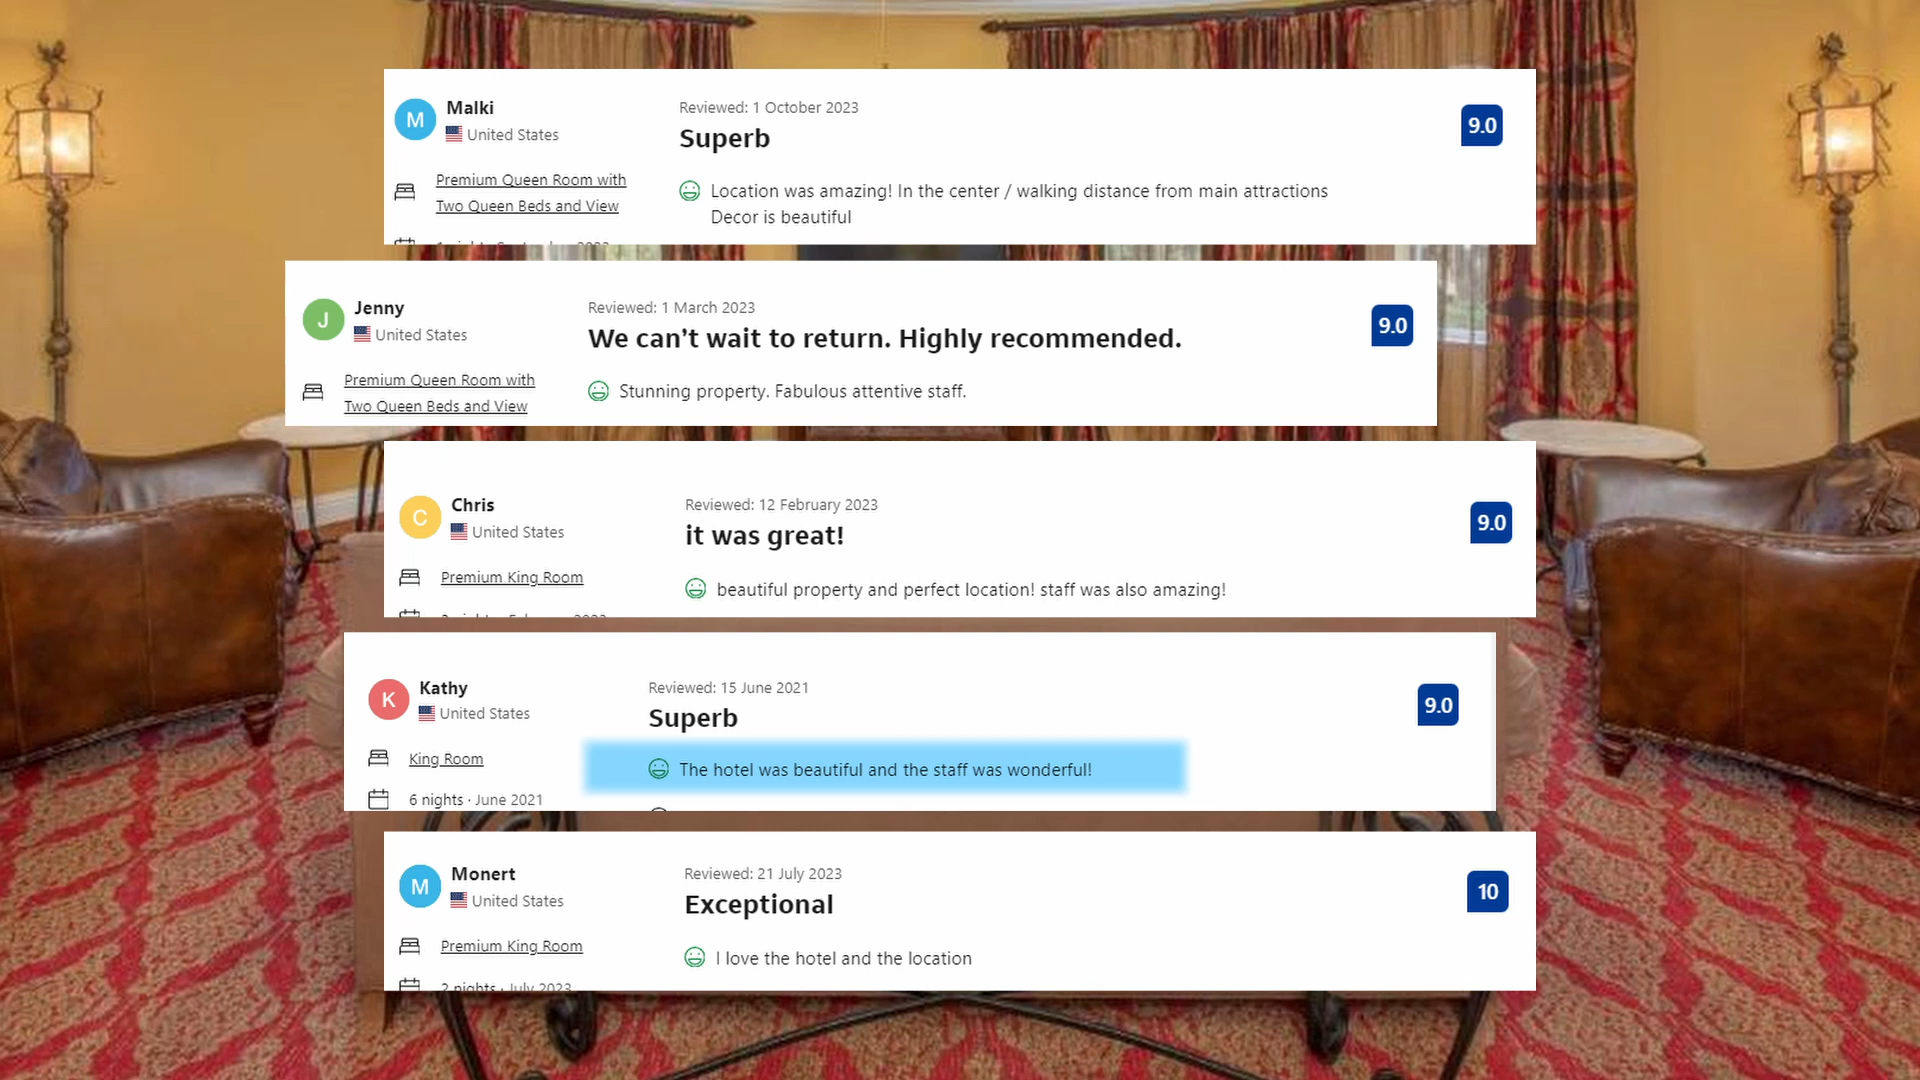 M
Malki
United States
Premium Queen Room with
Two Queen Beds and View
Reviewed: 1 October 2023
Superb
Location was amazing! In the center / walking distance from main attractions
Decor is beautiful
9.0
J
Jenny
United States
Premium Queen Room with
Two Queen Beds and View
Reviewed: 1 March 2023
We can't wait to return. Highly recommended.
Stunning property. Fabulous attentive staff.
9.0
C
Chris
United States
Premium King Room
Reviewed: 12 February 2023
it was great!
beautiful property and perfect location! staff was also amazing!
9.0
K
Kathy
United States
King Room
6 nights · June 2021
Reviewed: 15 June 2021
Superb
The hotel was beautiful and the staff was wonderful!
9.0
M
Monert
United States
Premium King Room
2 nights · July 2023
Reviewed: 21 July 2023
Exceptional
I love the hotel and the location
10